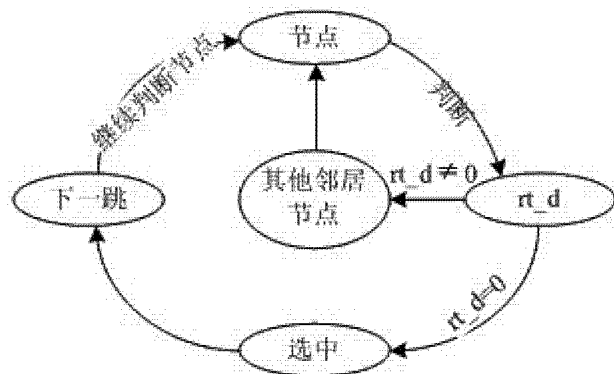 节点
继续判断节点
判断
其他邻居
节点
rt_d≠0
rt_d
下一跳
rt_d=0
选中